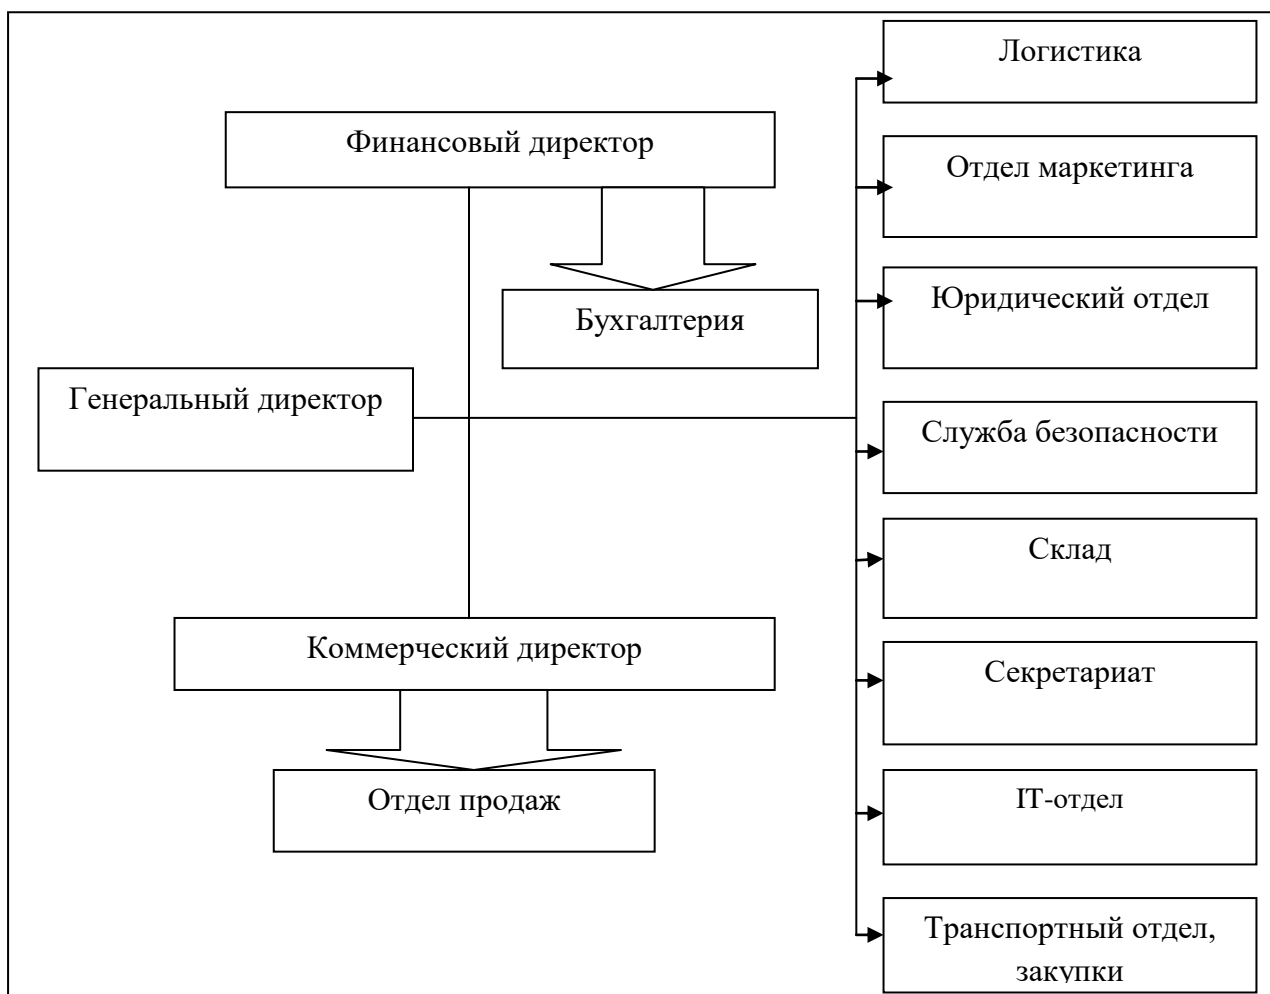 Логистика
Финансовый директор
Отдел маркетинга
Бухгалтерия
Юридический отдел
Генеральный директор
Служба безопасности
Склад
Коммерческий директор
Секретариат
Отдел продаж
IT-отдел
Транспортный отдел,
закупки